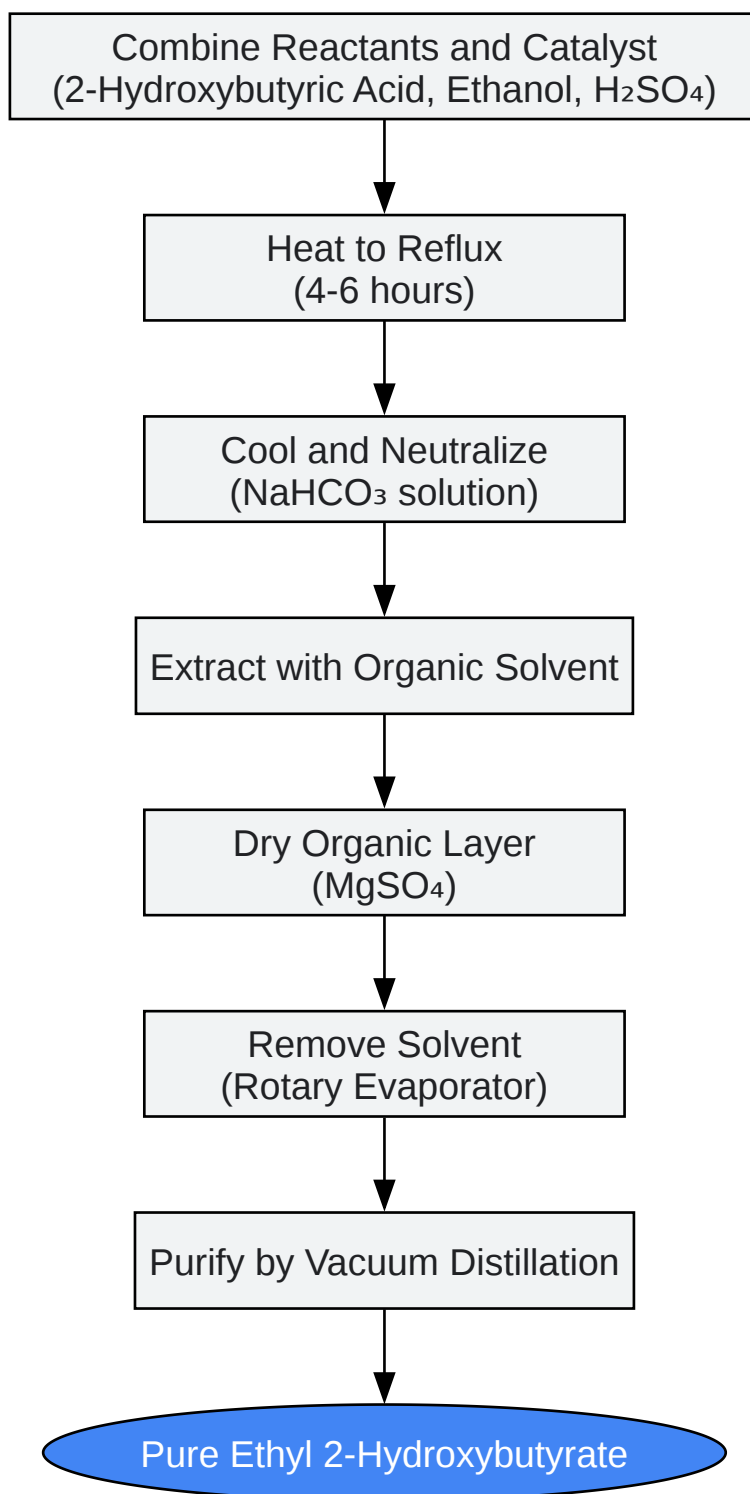 Combine Reactants and Catalyst
(2-Hydroxybutyric Acid, Ethanol, H₂SO₄)
Heat to Reflux
(4-6 hours)
Cool and Neutralize
(NaHCO₃ solution)
Extract with Organic Solvent
Dry Organic Layer
(MgSO₄)
Remove Solvent
(Rotary Evaporator)
Purify by Vacuum Distillation
Pure Ethyl 2-Hydroxybutyrate